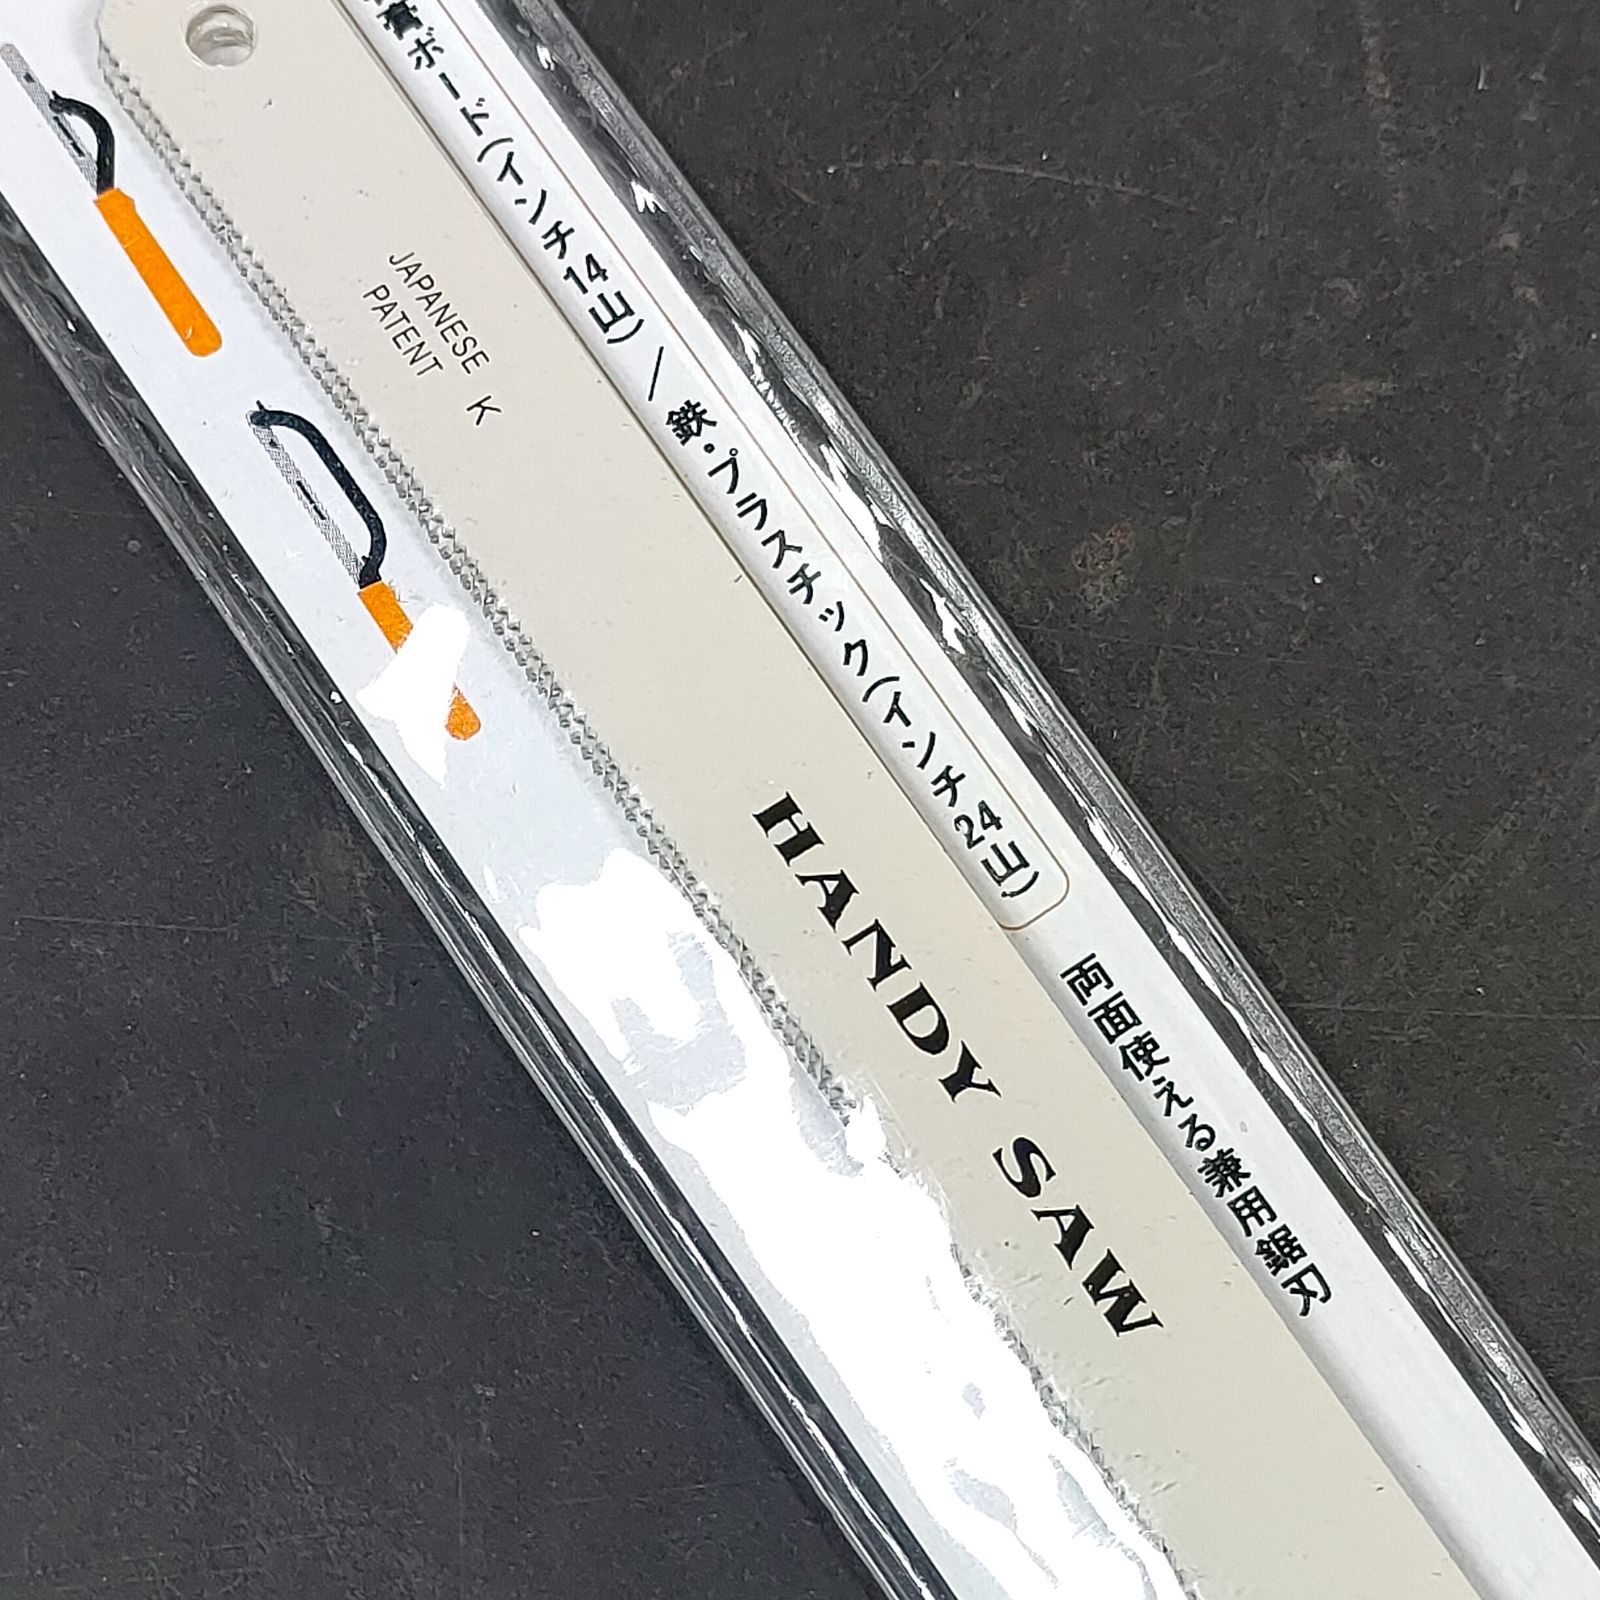 膏ボード(インチ14山)／鉄・プラスチック(インチ24山)
両面使える兼用鋸刃
JAPANESE K
PATENT
HANDY SAW